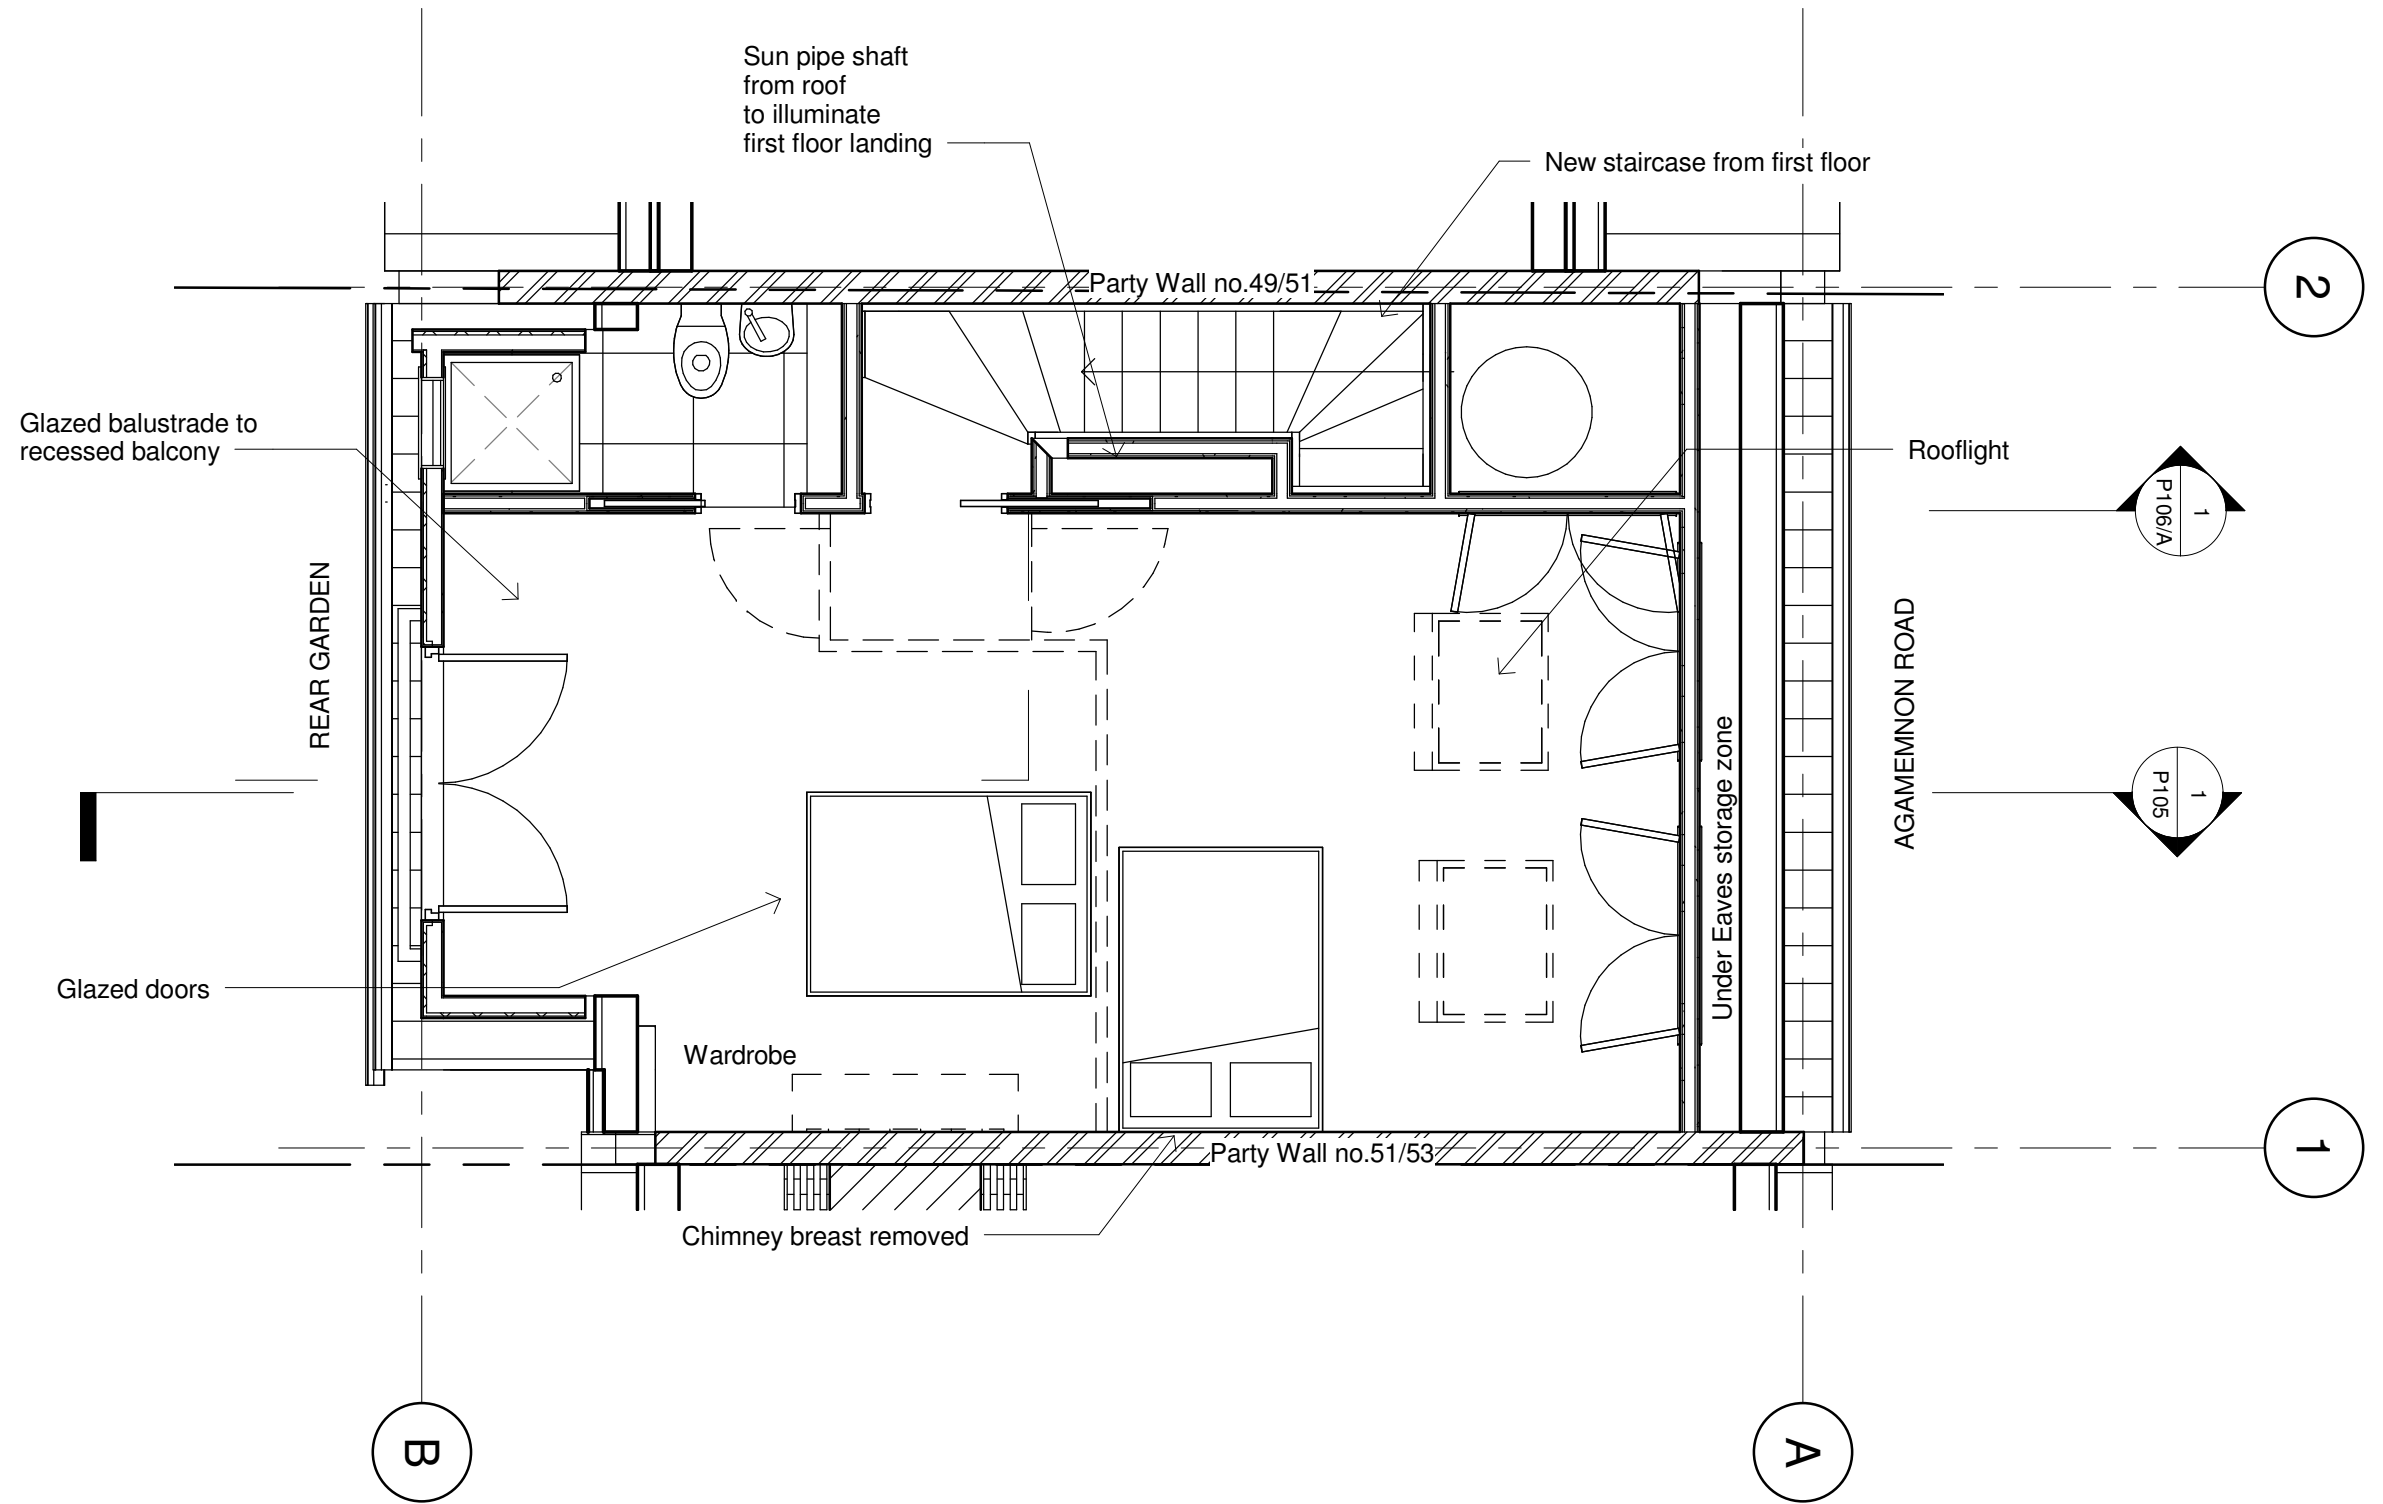 Sun pipe shaft
from roof
to illuminate
first floor landing
New staircase from first floor
2
Party Wall no.49/51
Glazed balustrade to
recessed balcony
Rooflight
1
P106/A
REAR GARDEN
AGAMEMNON ROAD
1
P105
Under Eaves storage zone
Glazed doors
Wardrobe
Party Wall no.51/53
1
Chimney breast removed
B
A